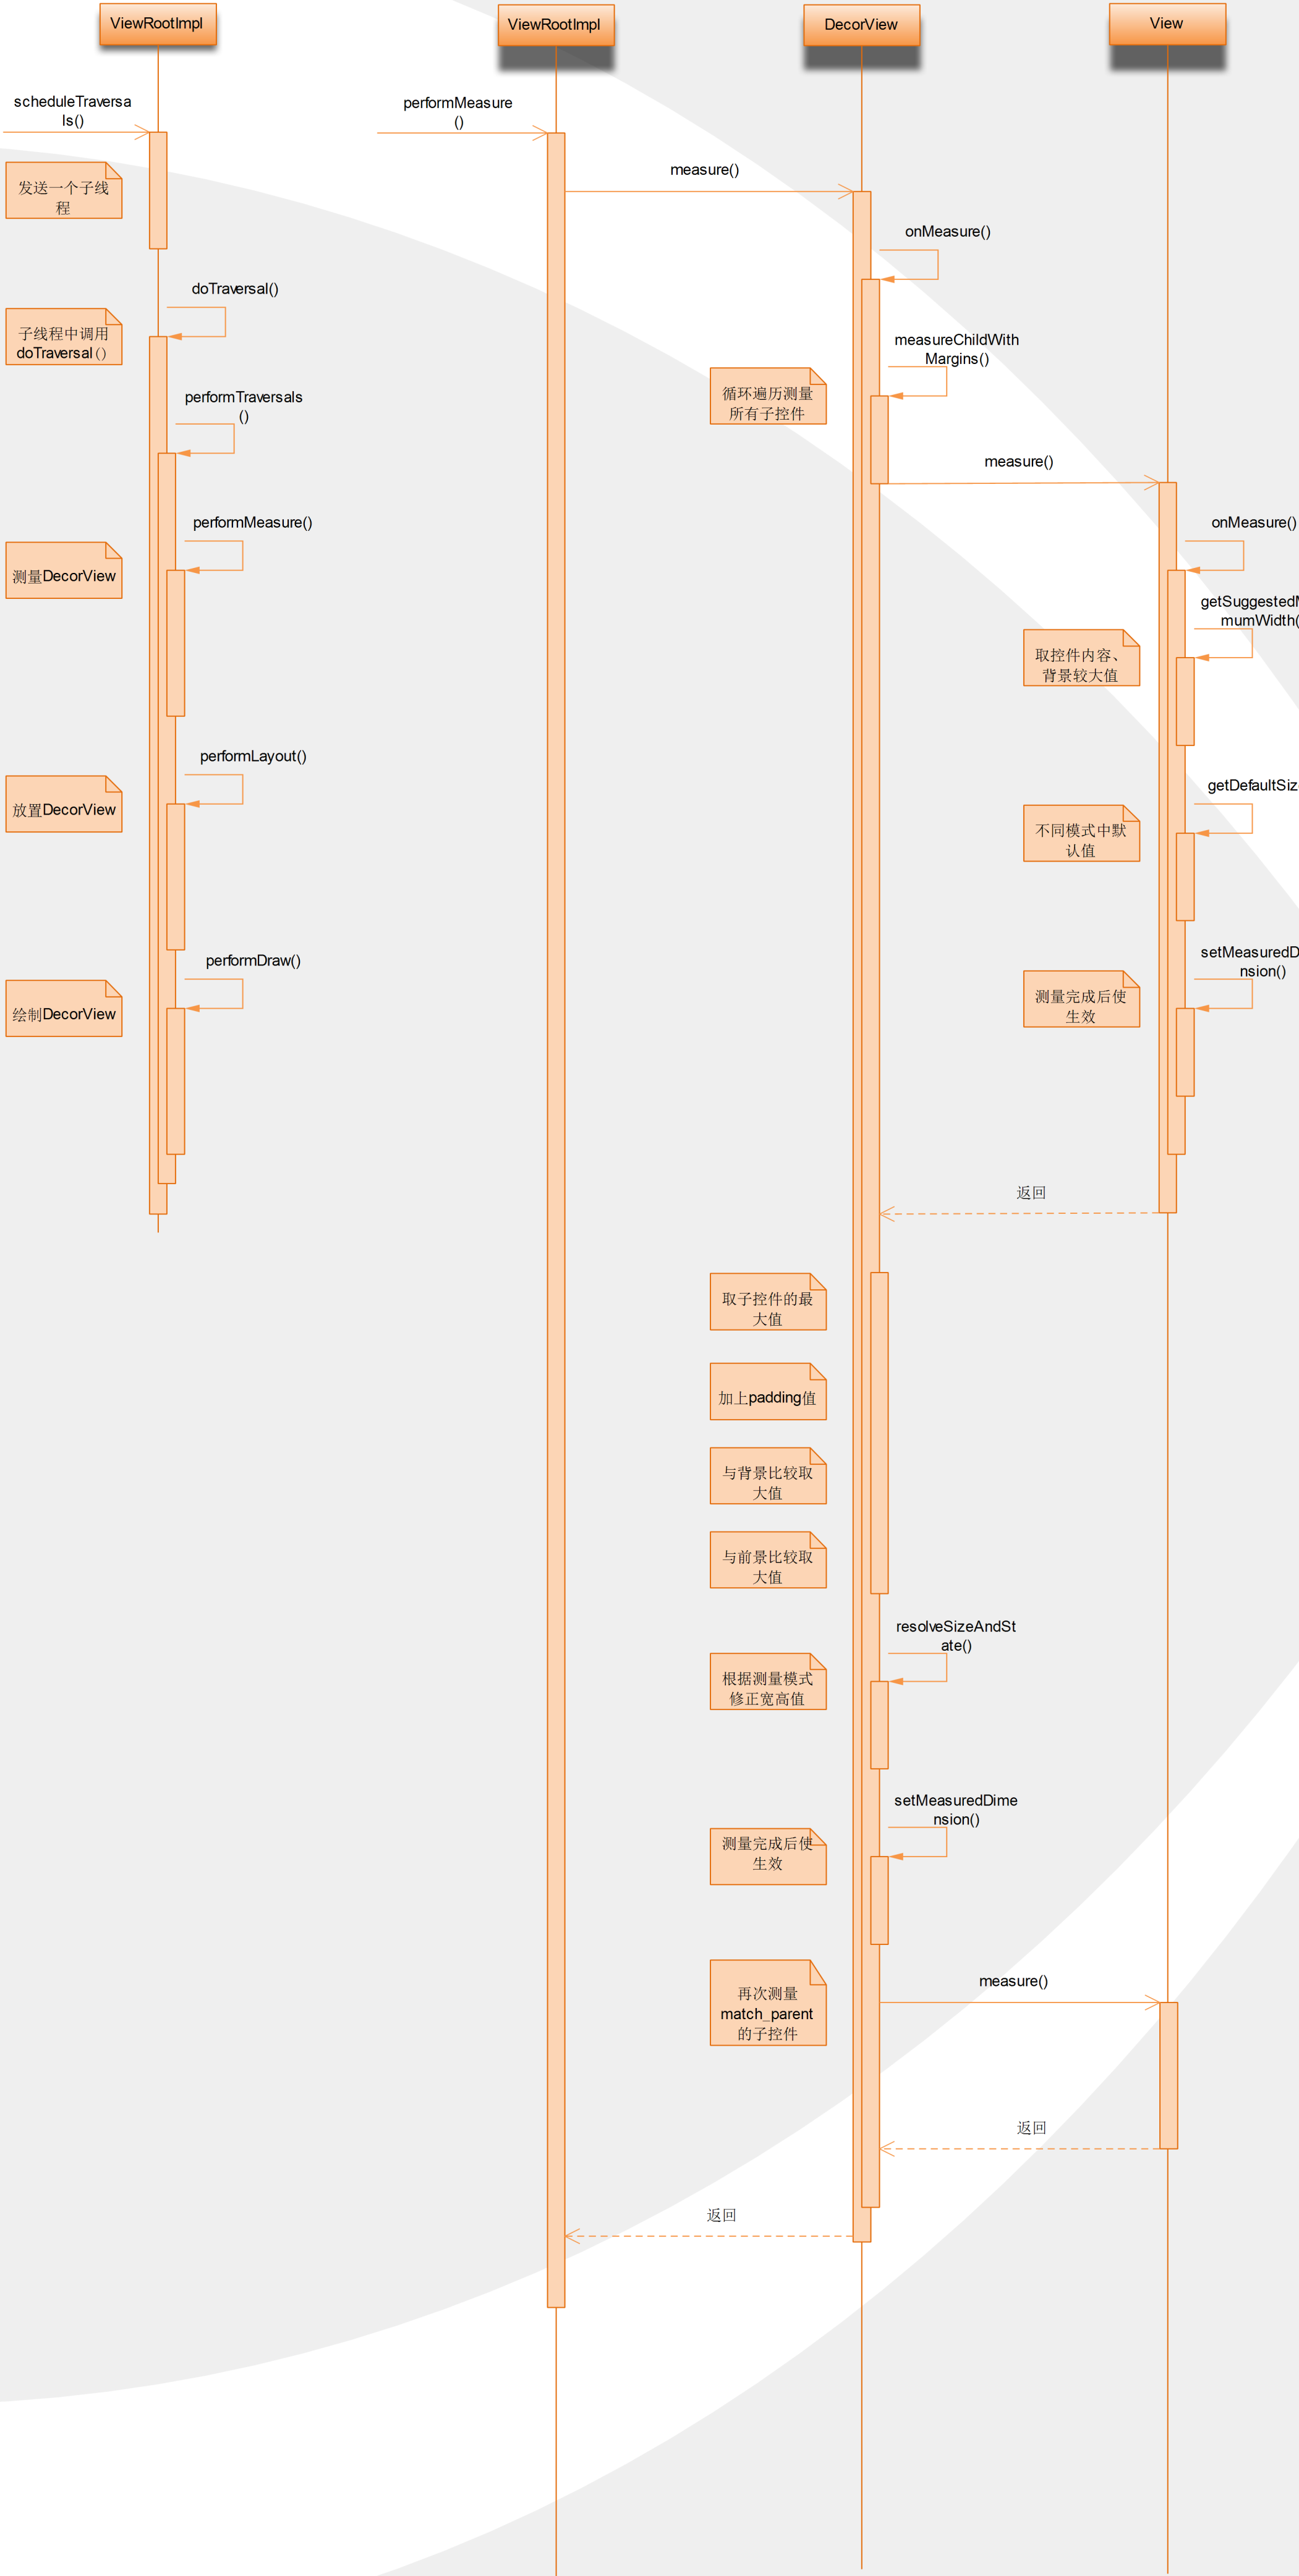 ViewRootImpl
scheduleTraversa
ls()
发送一个子线
程
doTraversal()
子线程中调用
doTraversal()
performTraversals
()
performMeasure()
测量DecorView
performLayout()
放置DecorView
performDraw()
绘制DecorView
ViewRootImpl
DecorView
View
performMeasure
()
measure()
onMeasure()
measureChildWith
Margins()
循环遍历测量
所有子控件
measure()
onMeasure()
getSuggestedM
mumWidth(
取控件内容、
背景较大值
getDefaultSiz
不同模式中默
认值
setMeasuredD
nsion()
测量完成后使
生效
返回
取子控件的最
大值
加上padding值
与背景比较取
大值
与前景比较取
大值
resolveSizeAndSt
ate()
根据测量模式
修正宽高值
setMeasuredDime
nsion()
测量完成后使
生效
measure()
再次测量
match_parent
的子控件
返回
返回